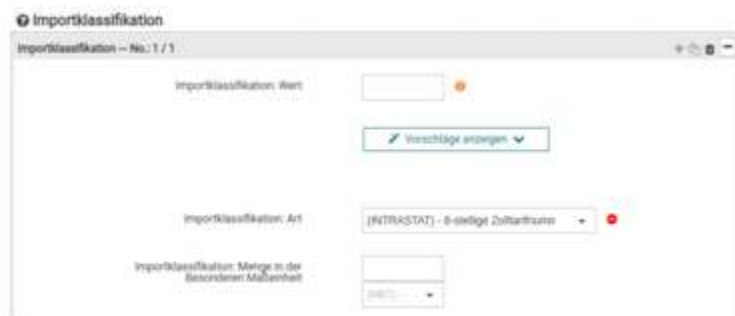 Importklassifikation
Importklassifikation — No.: 1 / 1
Importklassifikation: Wert
Vorschläge anzeigen
Importklassifikation: Art
(INTRASTAT) - 8-stellige Zolltarifnumm
Importklassifikation: Menge in der
Besonderen Maßeinheit